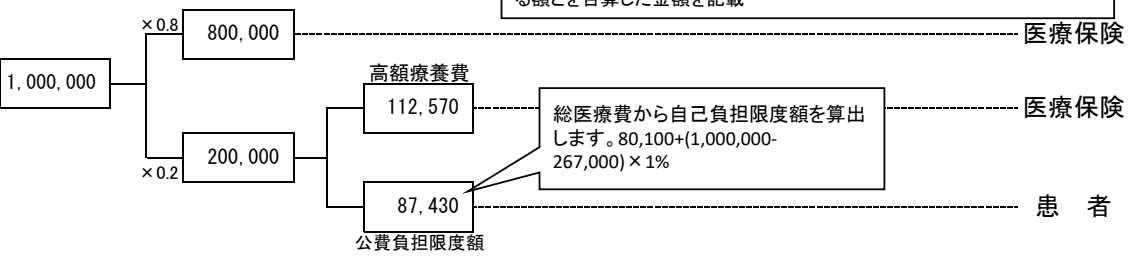 る額とを合算した金額を記載
×0.8
800,000
医療保険
1,000,000
高額療養費
112,570
医療保険
総医療費から自己負担限度額を算出
します。80,100+(1,000,000-
267,000)×1%
200,000
×0.2
87,430
患　者
公費負担限度額